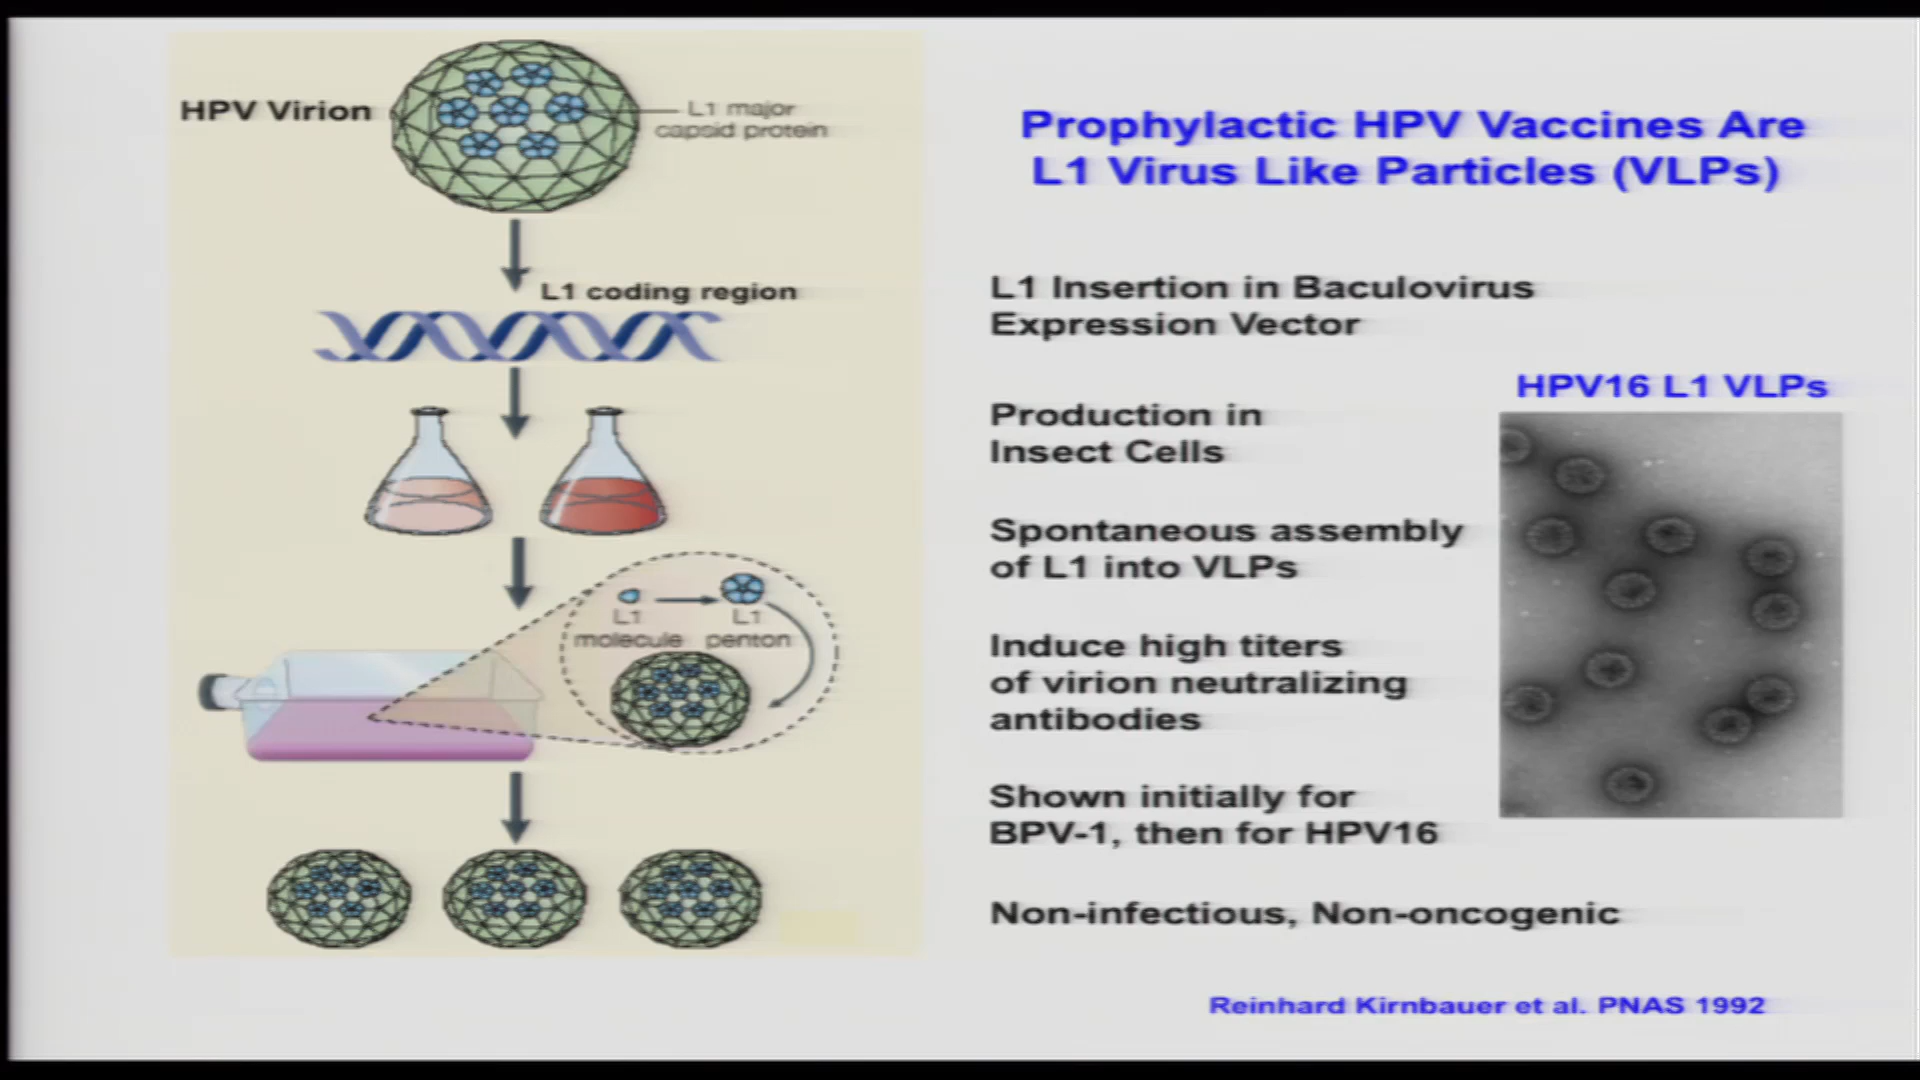 HPV Virion
L1 major
capsid protein
L1 coding region
L1
molecule
L1
penton
Prophylactic HPV Vaccines Are
L1 Virus Like Particles (VLPs)
L1 Insertion in Baculovirus
Expression Vector
Production in
Insect Cells
Spontaneous assembly
of L1 into VLPs
Induce high titers
of virion neutralizing
antibodies
Shown initially for
BPV-1, then for HPV16
Non-infectious, Non-oncogenic
HPV16 L1 VLPs
Reinhard Kirnbauer et al. PNAS 1992